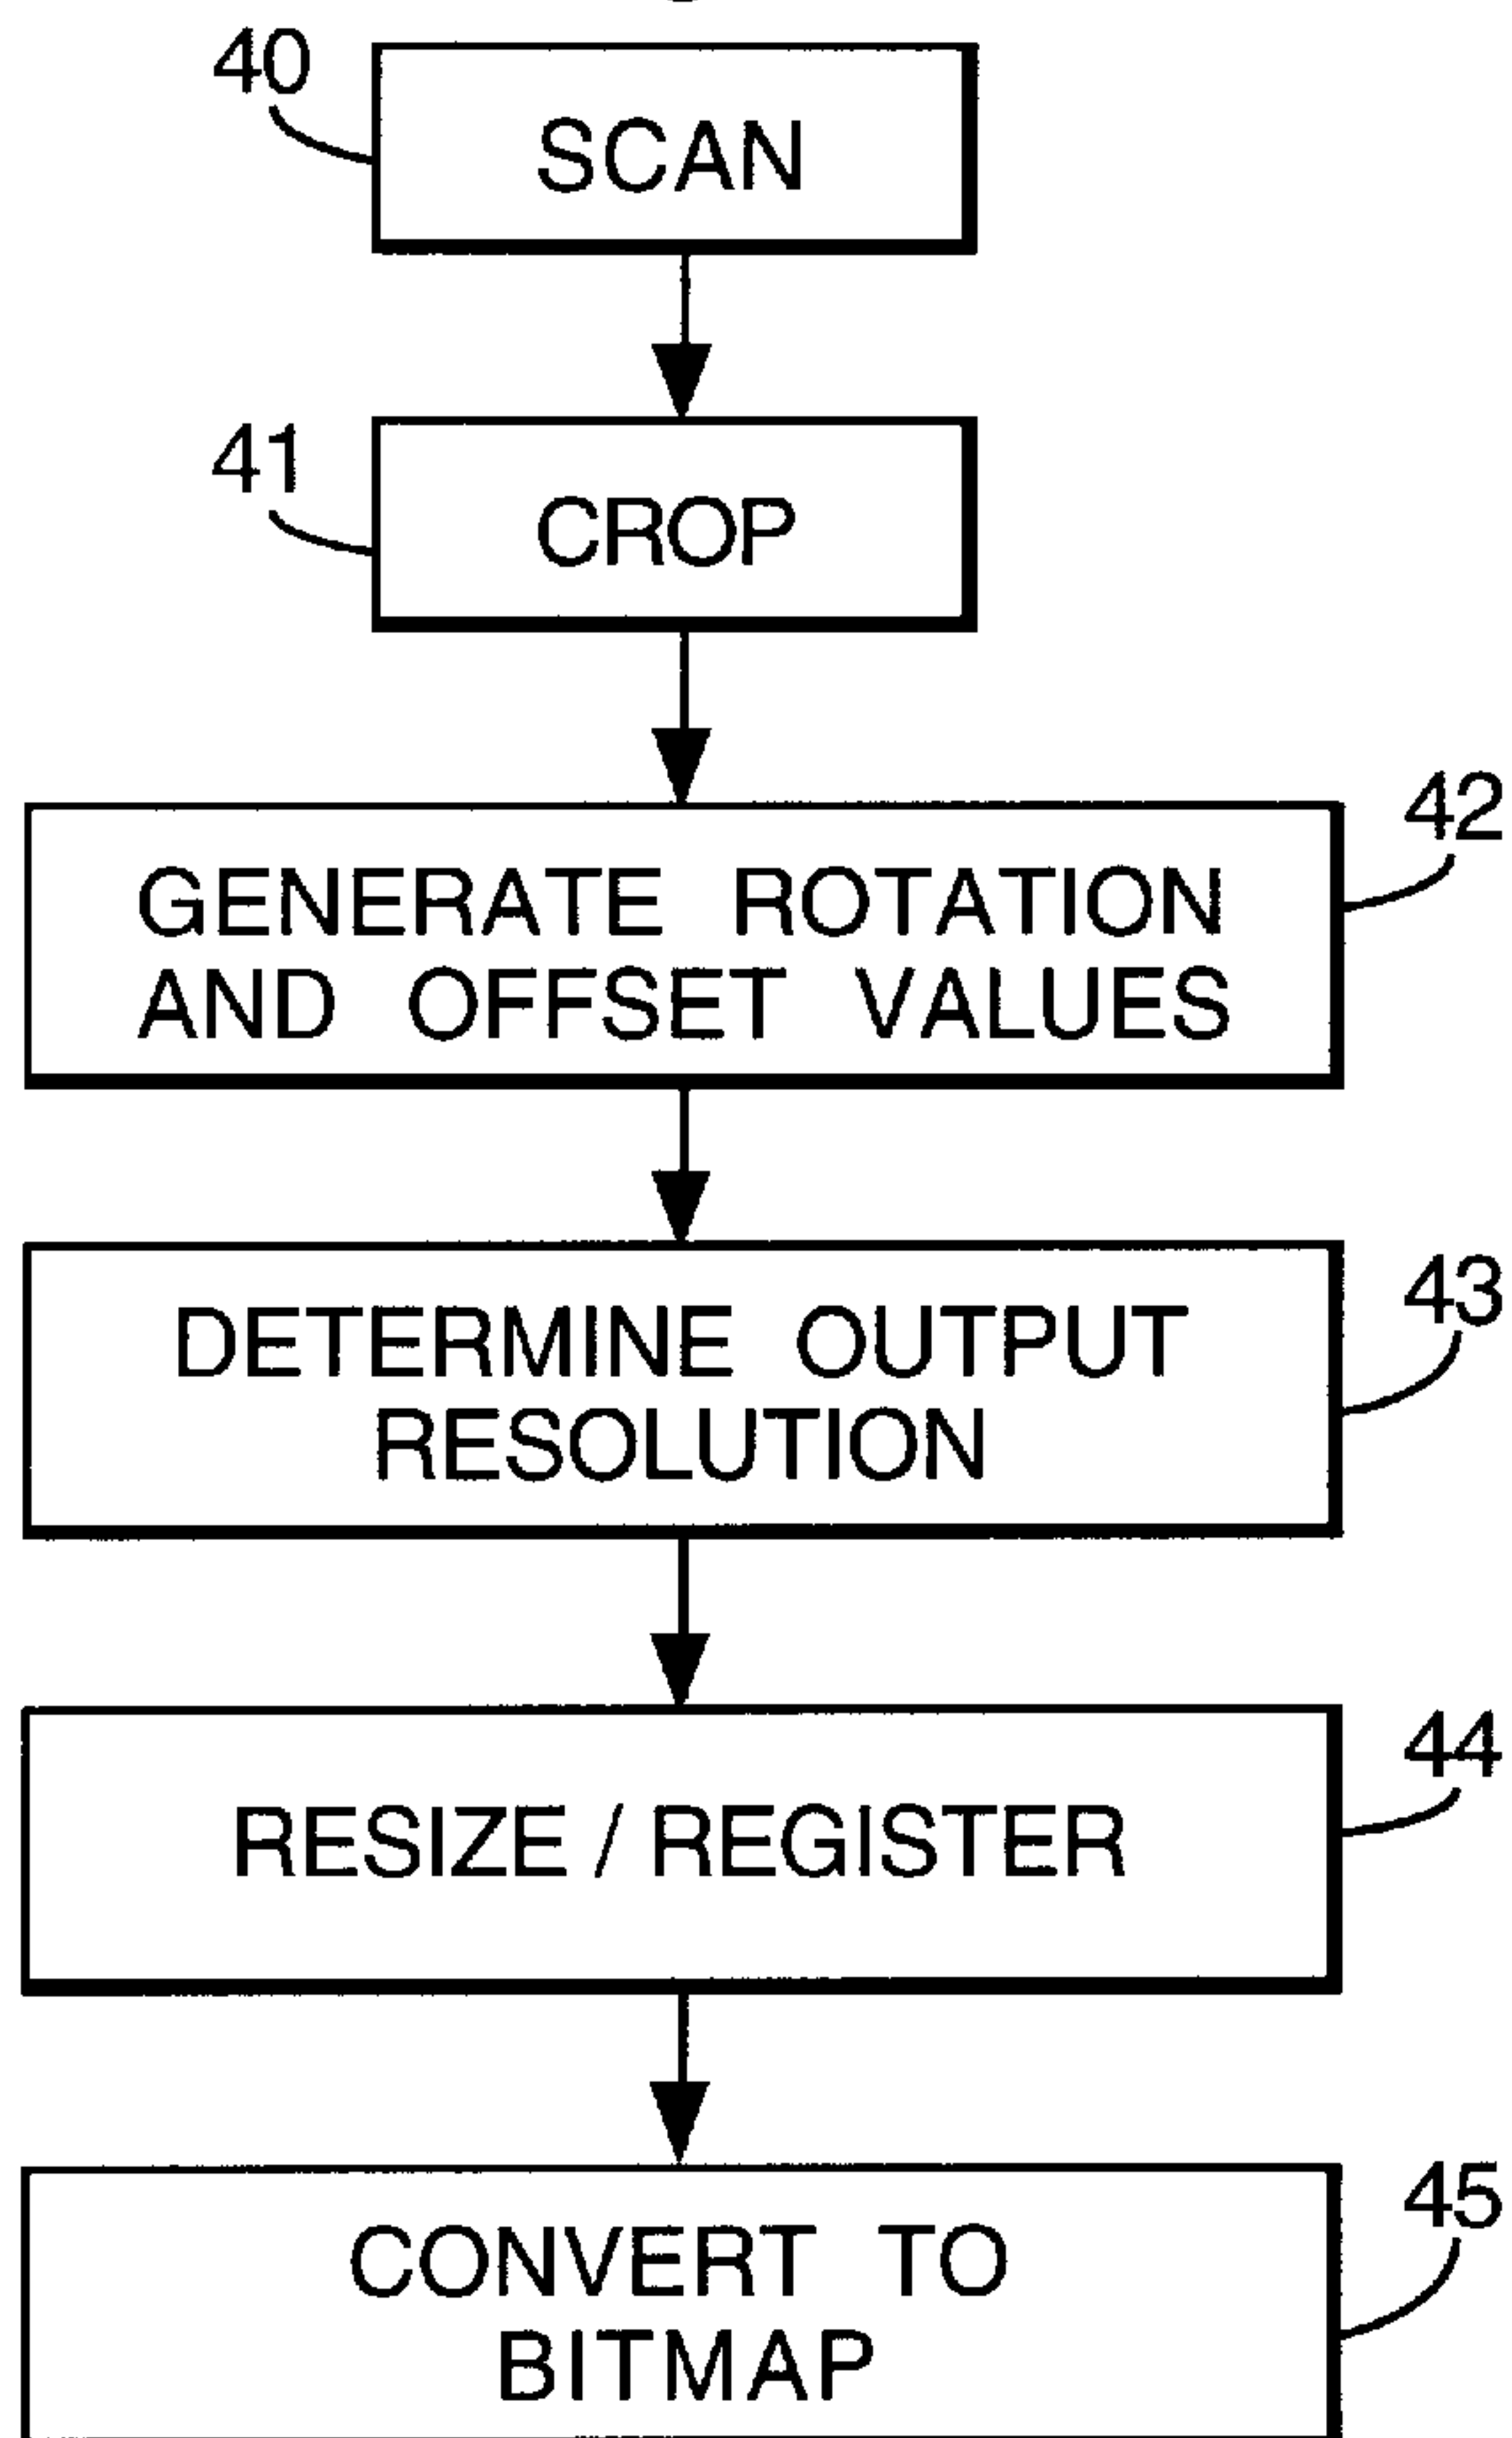 40
SCAN
41
CROP
42
GENERATE ROTATION
AND OFFSET VALUES
43
DETERMINE OUTPUT
RESOLUTION
44
RESIZE / REGISTER
45
CONVERT TO
BITMAP